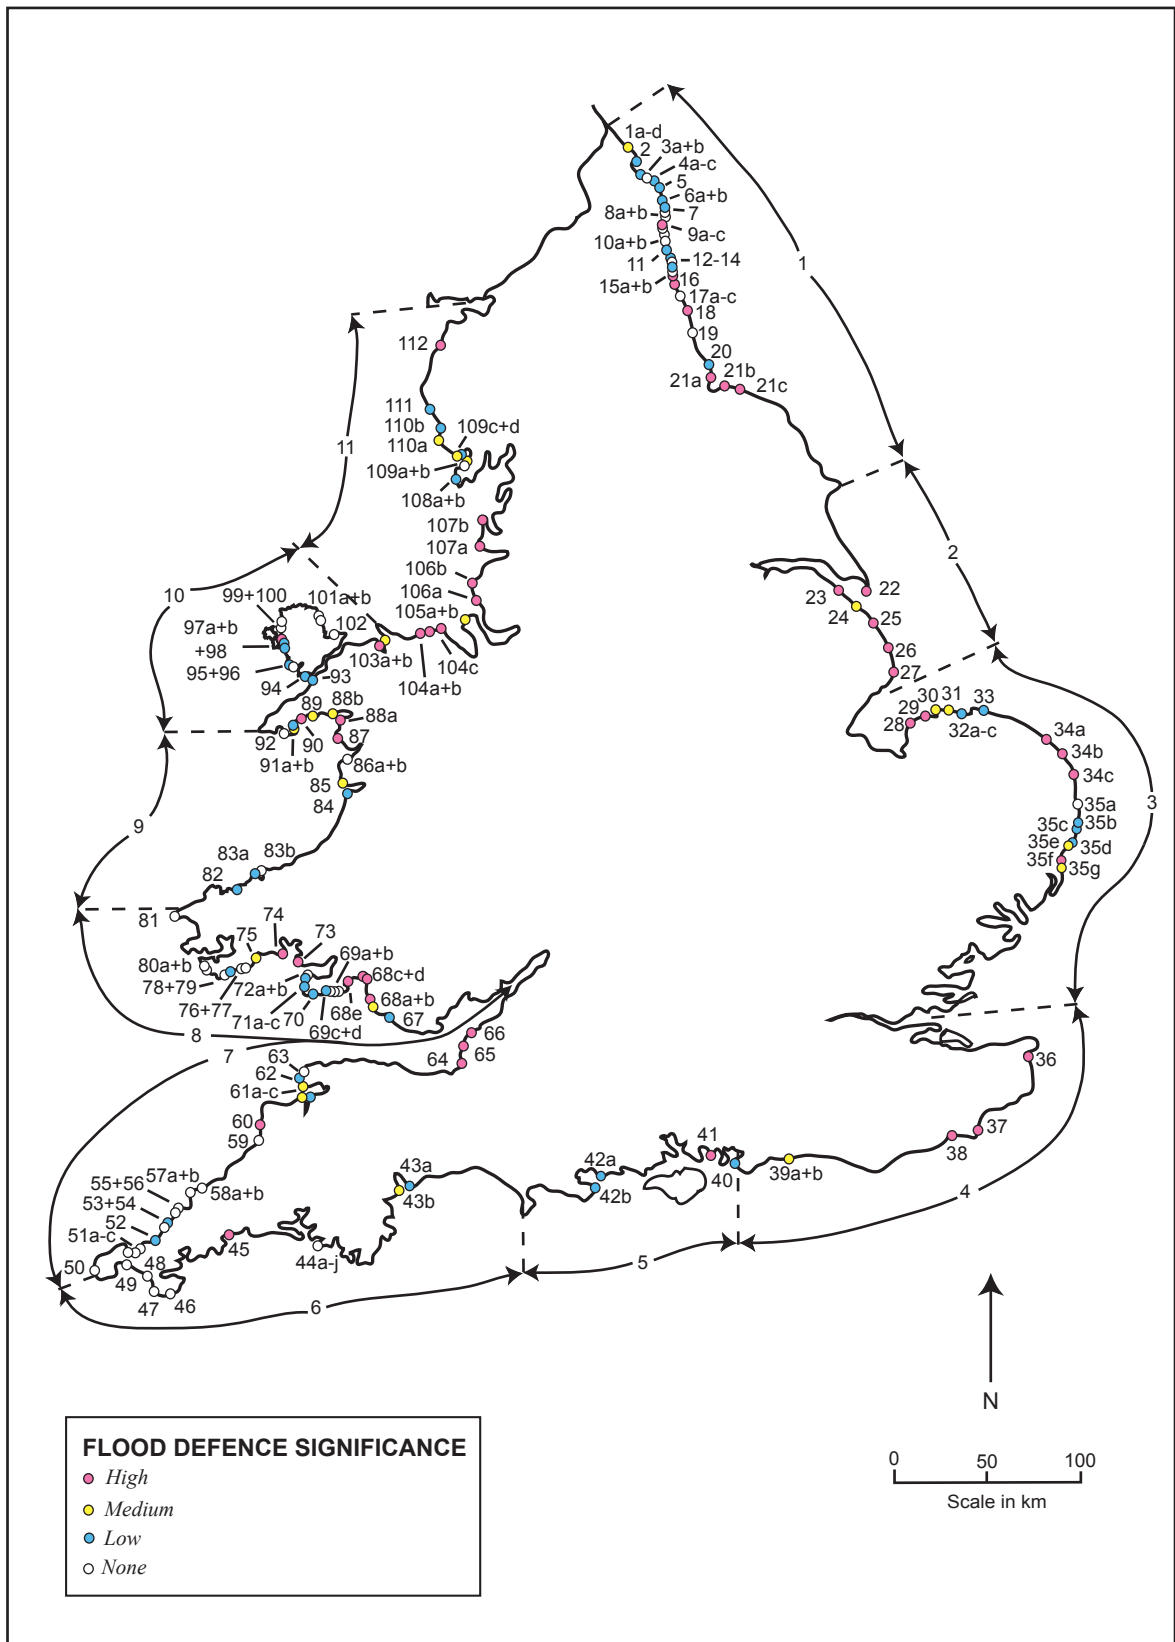 1a-d
2
3a+b
4a-c
5
6a+b
7
8a+b
9a-c
10a+b
11
12-14
15a+b
16
17a-c
18
19
20
21a
21b
21c
1
2
22
23
24
25
26
27
28
29
30
31
32a-c
33
34a
34b
34c
35a
35b
35c
35d
35e
35f
35g
3
36
37
38
39a+b
4
40
41
42a
42b
5
43a
43b
44a-j
45
46
47
48
49
50
6
51a-c
52
53+54
55+56
57a+b
58a+b
59
60
61a-c
62
63
64
65
66
7
67
68a+b
68c+d
68e
69a+b
69c+d
70
71a-c
72a+b
73
74
75
76+77
78+79
80a+b
8
81
82
83a
83b
84
85
86a+b
87
88a
88b
89
90
91a+b
92
9
93
94
95+96
97a+b
+98
99+100
101a+b
102
10
103a+b
104a+b
104c
105a+b
106a
106b
107a
107b
108a+b
109a+b
109c+d
110a
110b
111
112
11
N
0 50 100
Scale in km
FLOOD DEFENCE SIGNIFICANCE
High
Medium
Low
None